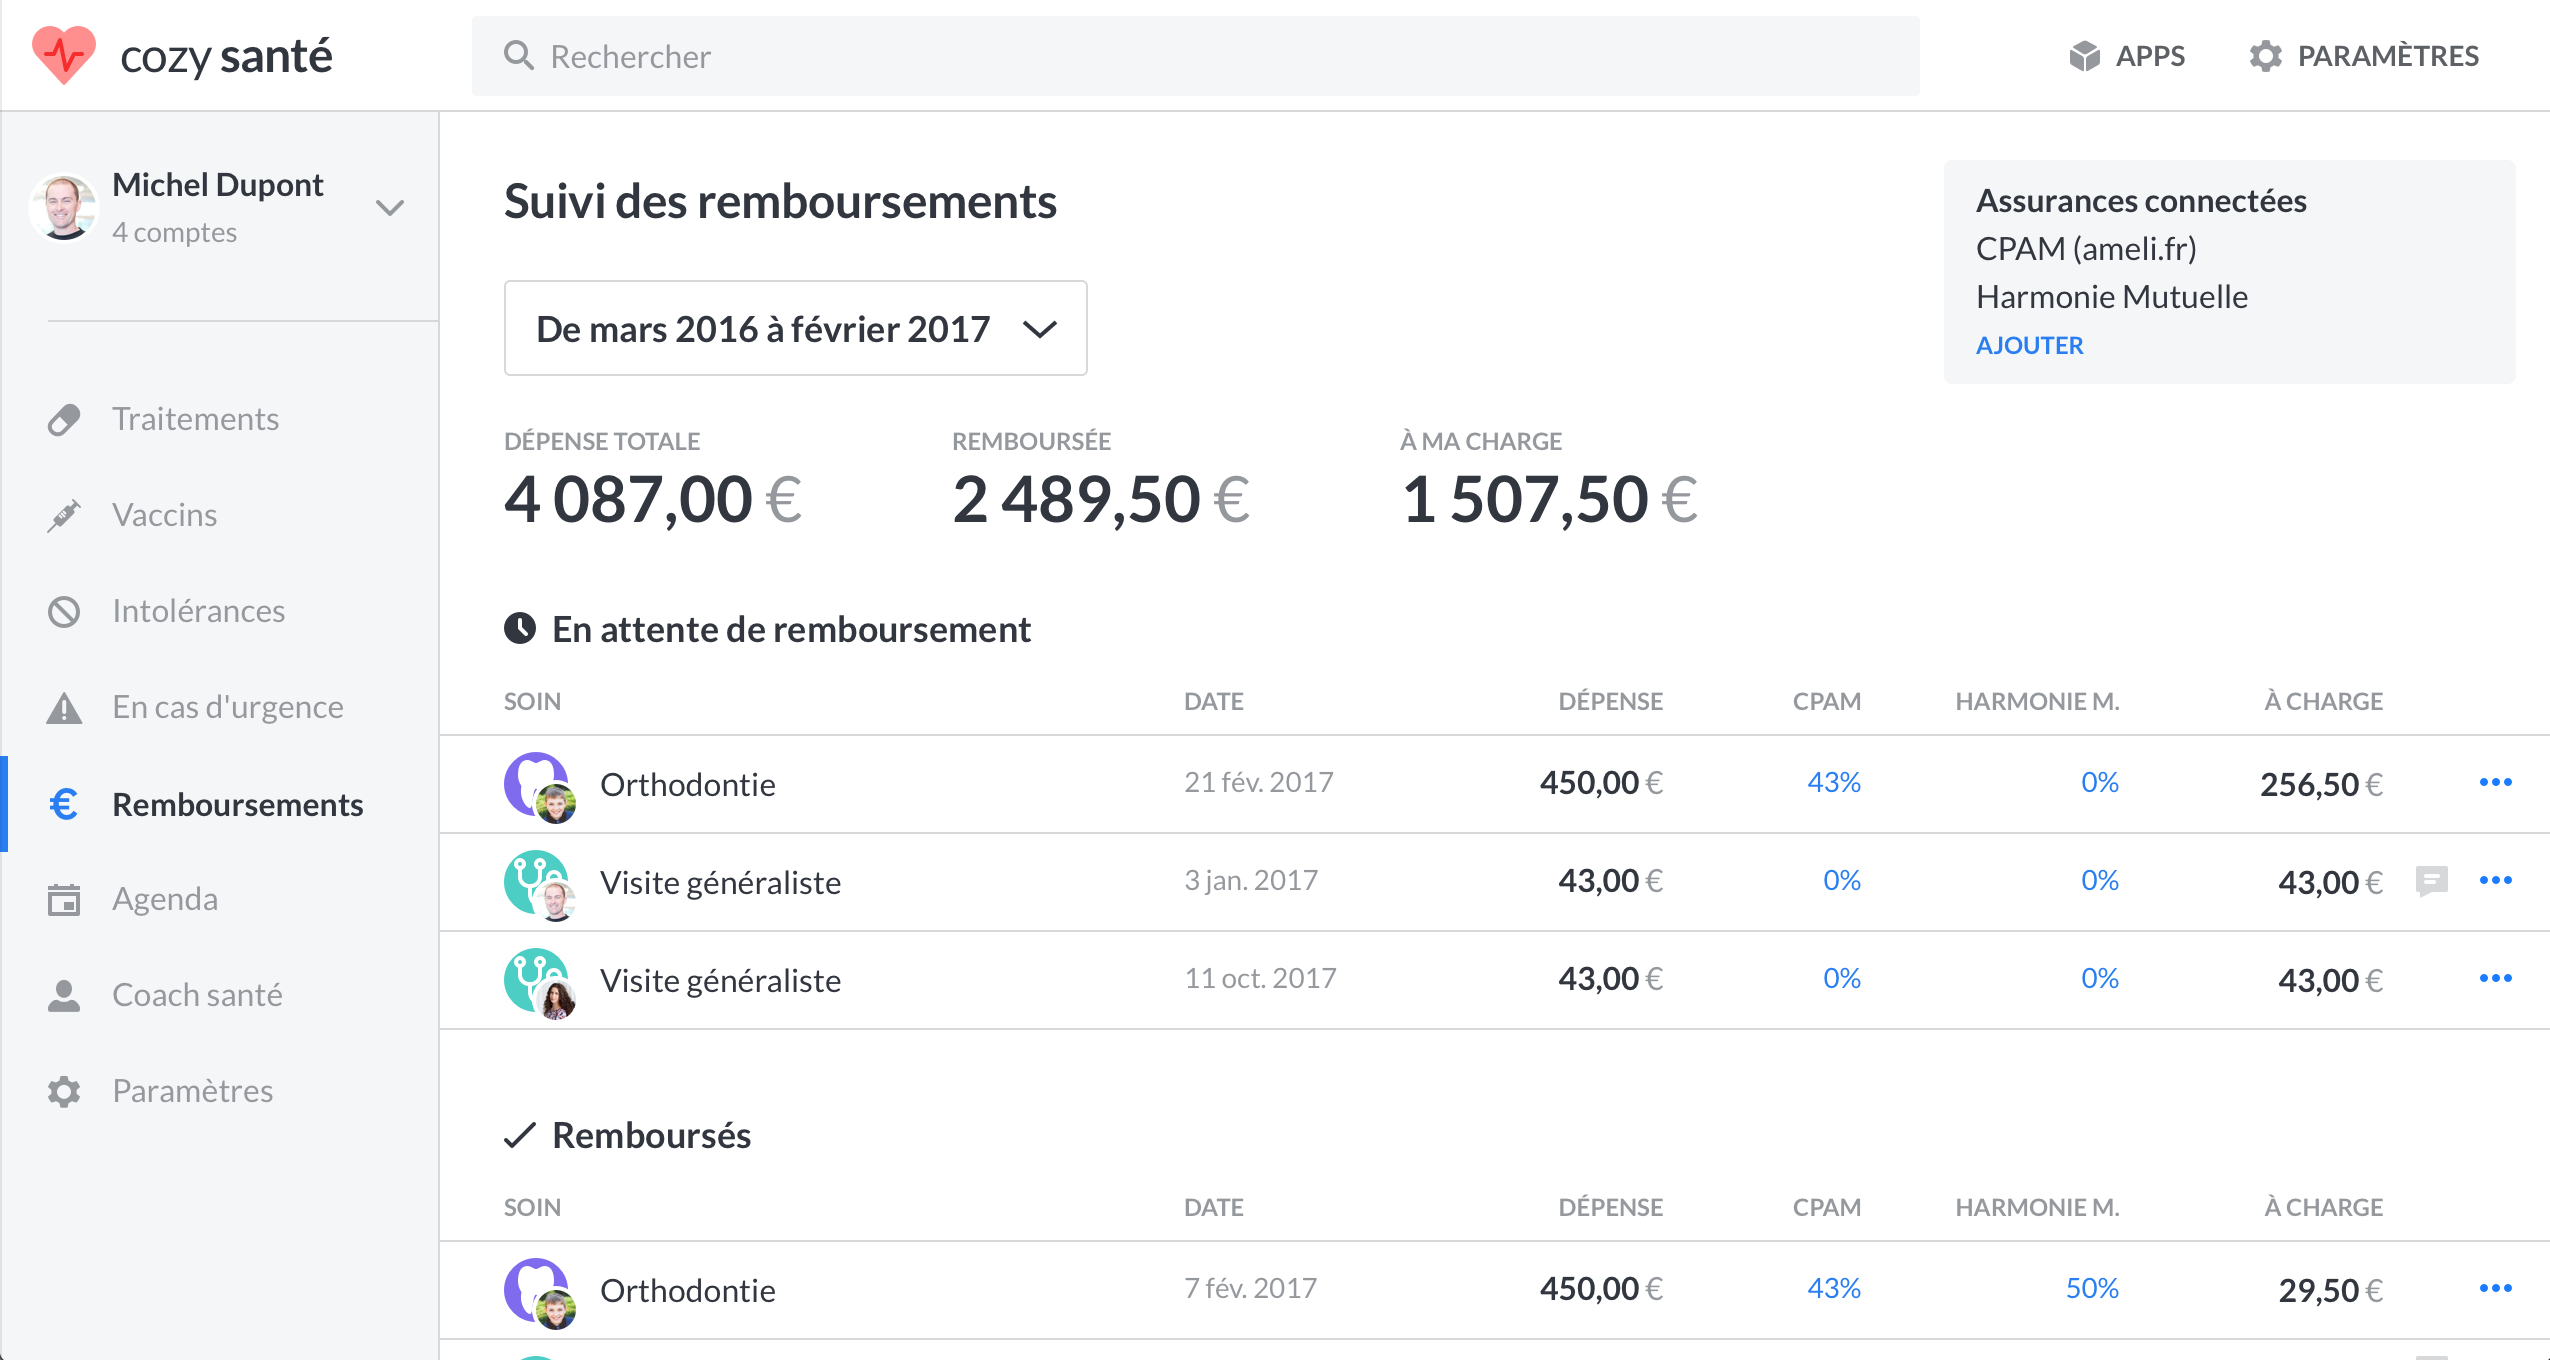 cozy santé
Rechercher
APPS
PARAMÈTRES
Michel Dupont
4 comptes
Traitements
Vaccins
Intolérances
En cas d'urgence
Remboursements
Agenda
Coach santé
Paramètres
Suivi des remboursements
De mars 2016 à février 2017
Assurances connectées
CPAM (ameli.fr)
Harmonie Mutuelle
AJOUTER
DÉPENSE TOTALE REMBOURSÉE À MA CHARGE
4 087,00 € 2 489,50 € 1 507,50 €
En attente de remboursement
SOIN DATE DÉPENSE CPAM HARMONIE M. À CHARGE
Orthodontie 21 fév. 2017 450,00 € 43% 0% 256,50 €
Visite généraliste 3 jan. 2017 43,00 € 0% 0% 43,00 €
Visite généraliste 11 oct. 2017 43,00 € 0% 0% 43,00 €
Remboursés
SOIN DATE DÉPENSE CPAM HARMONIE M. À CHARGE
Orthodontie 7 fév. 2017 450,00 € 43% 50% 29,50 €